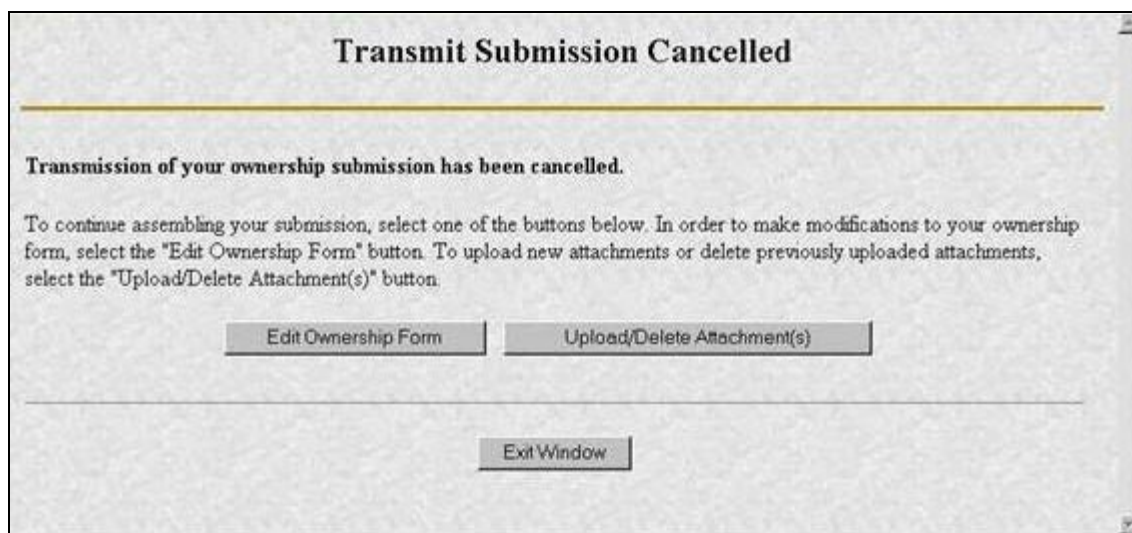 Transmit Submission Cancelled
Transmission of your ownership submission has been cancelled.
To continue assembling your submission, select one of the buttons below. In order to make modifications to your ownership
form, select the "Edit Ownership Form" button. To upload new attachments or delete previously uploaded attachments,
select the "Upload/Delete Attachment(s)" button.
Edit Ownership Form Upload/Delete Attachment(s)
Exit Window